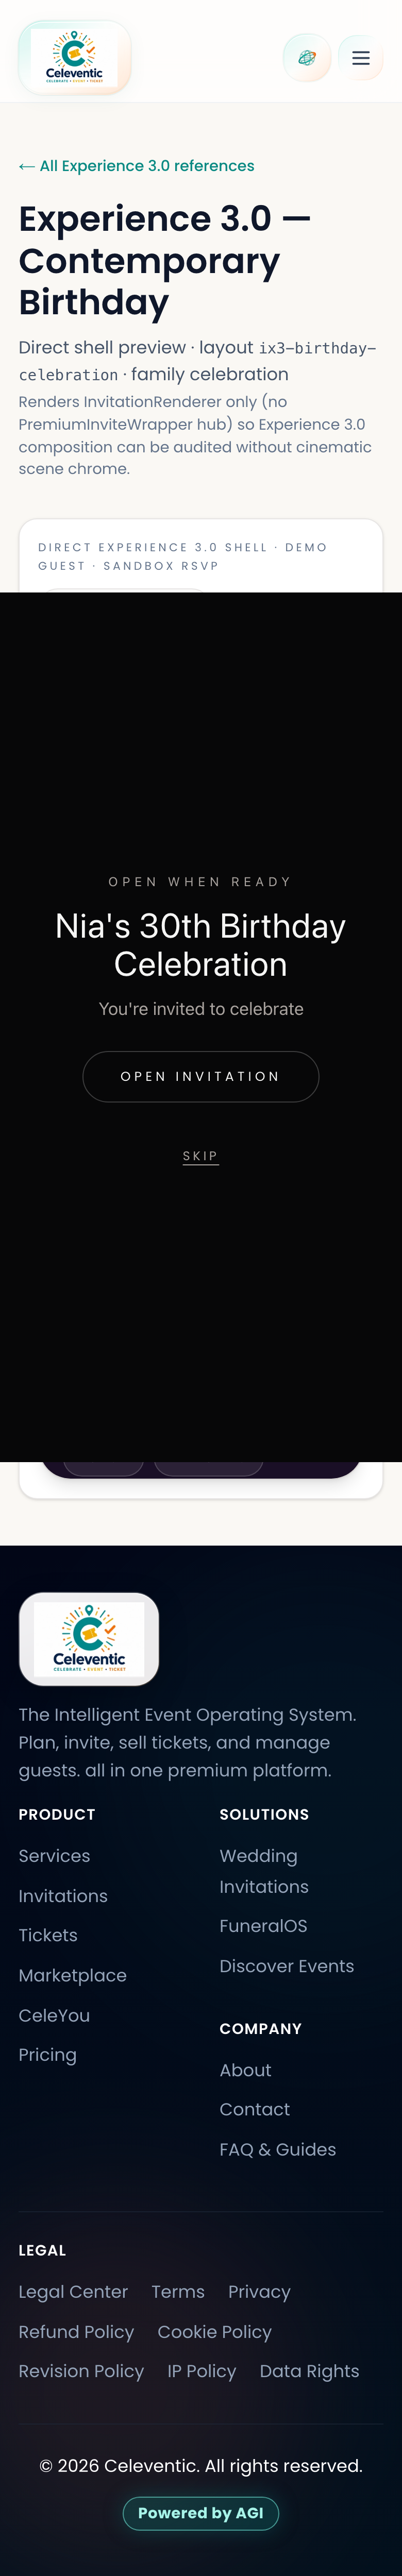 Celeventic
CELEBRATE • EVENT • TICKET
← All Experience 3.0 references
Experience 3.0 —
Contemporary
Birthday
Direct shell preview · layout ix3-birthday-
celebration · family celebration
Renders InvitationRenderer only (no
PremiumInviteWrapper hub) so Experience 3.0
composition can be audited without cinematic
scene chrome.
DIRECT EXPERIENCE 3.0 SHELL · DEMO
GUEST · SANDBOX RSVP
OPEN WHEN READY
Nia's 30th Birthday
Celebration
You're invited to celebrate
OPEN INVITATION
SKIP
Celeventic
CELEBRATE • EVENT • TICKET
The Intelligent Event Operating System.
Plan, invite, sell tickets, and manage
guests. all in one premium platform.
PRODUCT
Services
Invitations
Tickets
Marketplace
CeleYou
Pricing
SOLUTIONS
Wedding
Invitations
FuneralOS
Discover Events
COMPANY
About
Contact
FAQ & Guides
LEGAL
Legal Center Terms Privacy
Refund Policy Cookie Policy
Revision Policy IP Policy Data Rights
© 2026 Celeventic. All rights reserved.
Powered by AGI